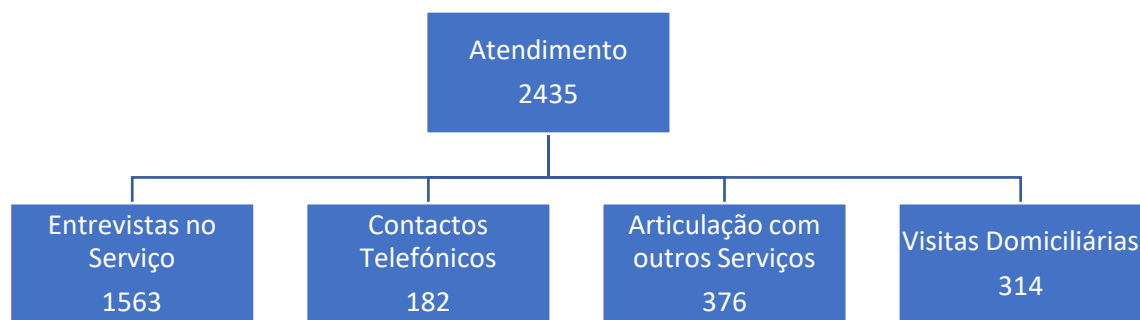 Atendimento
2435
Entrevistas no
Serviço
1563
Contactos
Telefónicos
182
Articulação com
outros Serviços
376
Visitas Domiciliárias
314